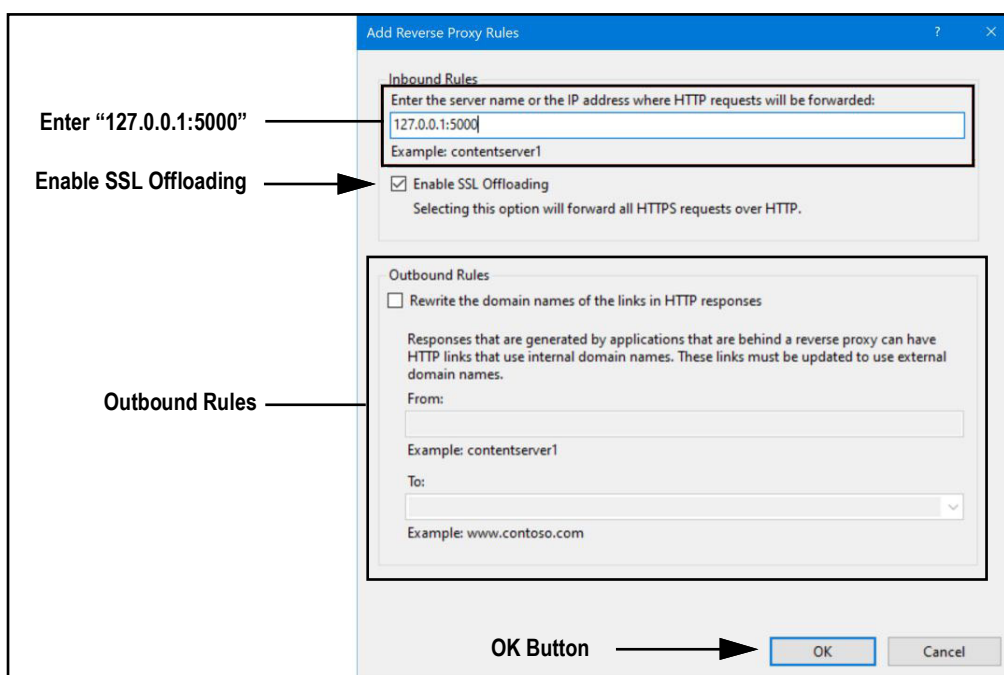 Add Reverse Proxy Rules
?
×
Inbound Rules
Enter the server name or the IP address where HTTP requests will be forwarded:
Enter “127.0.0.1:5000”
127.0.0.1:5000
Example: contentserver1
Enable SSL Offloading
Enable SSL Offloading
Selecting this option will forward all HTTPS requests over HTTP.
Outbound Rules
Rewrite the domain names of the links in HTTP responses
Responses that are generated by applications that are behind a reverse proxy can have
HTTP links that use internal domain names. These links must be updated to use external
domain names.
Outbound Rules
From:
Example: contentserver1
To:
Example: www.contoso.com
OK Button
OK
Cancel